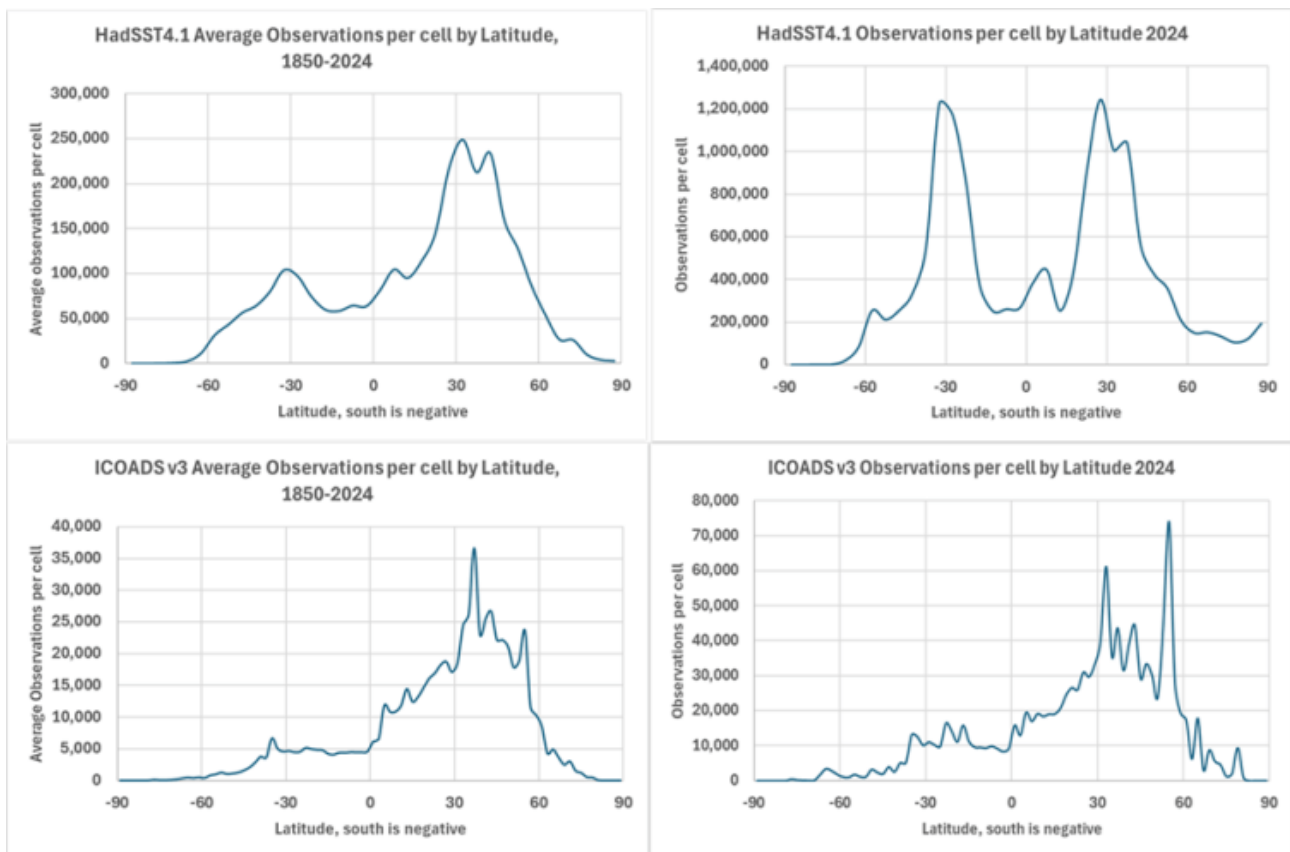 HadSST4.1 Average Observations per cell by Latitude,
1850-2024
Average observations per cell
300,000
250,000
200,000
150,000
100,000
50,000
0
-90 -60 -30 0 30 60 90
Latitude, south is negative
HadSST4.1 Observations per cell by Latitude 2024
Observations per cell
1,400,000
1,200,000
1,000,000
800,000
600,000
400,000
200,000
0
-90 -60 -30 0 30 60 90
Latitude, south is negative
ICOADS v3 Average Observations per cell by Latitude,
1850-2024
Average Observations per cell
40,000
35,000
30,000
25,000
20,000
15,000
10,000
5,000
0
-90 -60 -30 0 30 60 90
Latitude, south is negative
ICOADS v3 Observations per cell by Latitude 2024
Observations per cell
80,000
70,000
60,000
50,000
40,000
30,000
20,000
10,000
0
-90 -60 -30 0 30 60 90
Latitude, south is negative